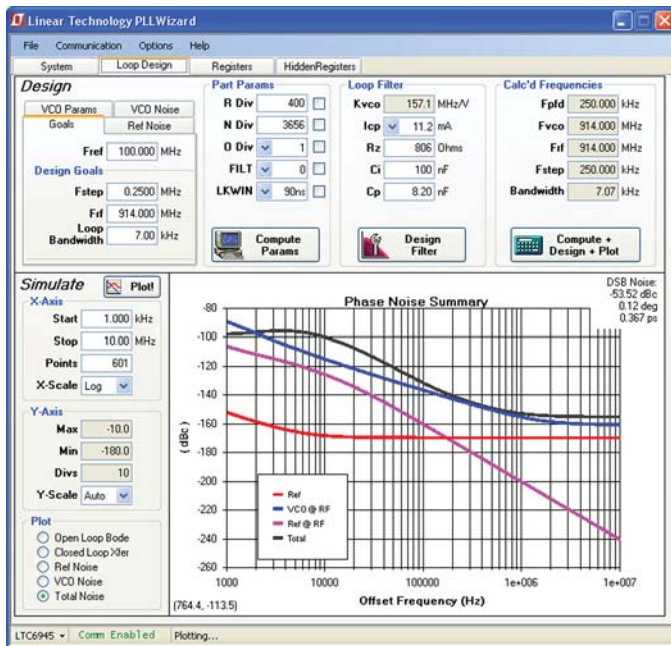 Linear Technology PLLWizard
File Communication Options Help
System Loop Design Registers HiddenRegisters
Design
VCO Params VCO Noise
Goals Ref Noise
Fref 100.000 MHz
Design Goals
Fstep 0.2500 MHz
Frf 914.000 MHz
Loop Bandwidth 7.00 kHz
Part Params
R Div 400
N Div 3656
O Div 1
FILT 0
LKWIN 90ns
Compute Params
Loop Filter
Kvco 157.1 MHz/V
Icp 11.2 mA
Rz 806 Ohms
Ci 100 nF
Cp 8.20 nF
Design Filter
Calc'd Frequencies
Fpfd 250.000 kHz
Fvco 914.000 MHz
Frf 914.000 MHz
Fstep 250.000 kHz
Bandwidth 7.07 kHz
Compute + Design + Plot
Simulate Plot!
X-Axis
Start 1.000 kHz
Stop 10.00 MHz
Points 601
X-Scale Log
Y-Axis
Max -10.0
Min -180.0
Divs 10
Y-Scale Auto
Plot
Open Loop Bode
Closed Loop Xfer
Ref Noise
VCO Noise
Total Noise
DSB Noise:
-53.52 dBc
0.12 deg
0.367 ps
Phase Noise Summary
(dBc)
-80
-100
-120
-140
-160
-180
-200
-220
-240
-260
Ref
VCO @ RF
Ref @ RF
Total
1000 10000 100000 1e+006 1e+007
Offset Frequency (Hz)
(764.4, -113.5)
LTC6945 Comm Enabled Plotting...